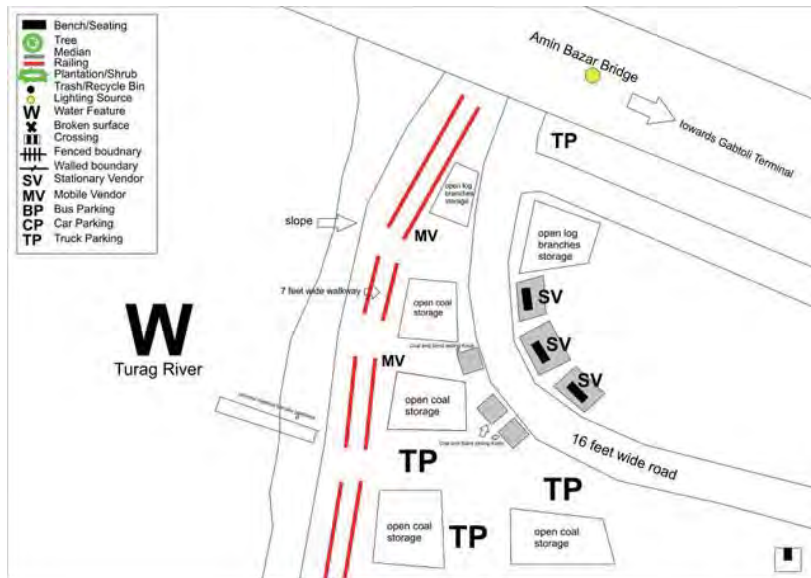 Bench/Seating
Tree
Median
Railing
Plantation/Shrub
Trash/Recycle Bin
Lighting Source
W Water Feature
Broken surface
Crossing
Fenced boudnary
Walled boundary
SV Stationary Vendor
MV Mobile Vendor
BP Bus Parking
CP Car Parking
TP Truck Parking
Amin Bazar Bridge
towards Gabtoli Terminal
TP
open log
branches
storage
MV
slope
open log
branches
storage
7 feet wide walkway
open coal
storage
SV
SV
SV
W
Turag River
MV
open coal
storage
16 feet wide road
TP
TP
TP
open coal
storage
open coal
storage